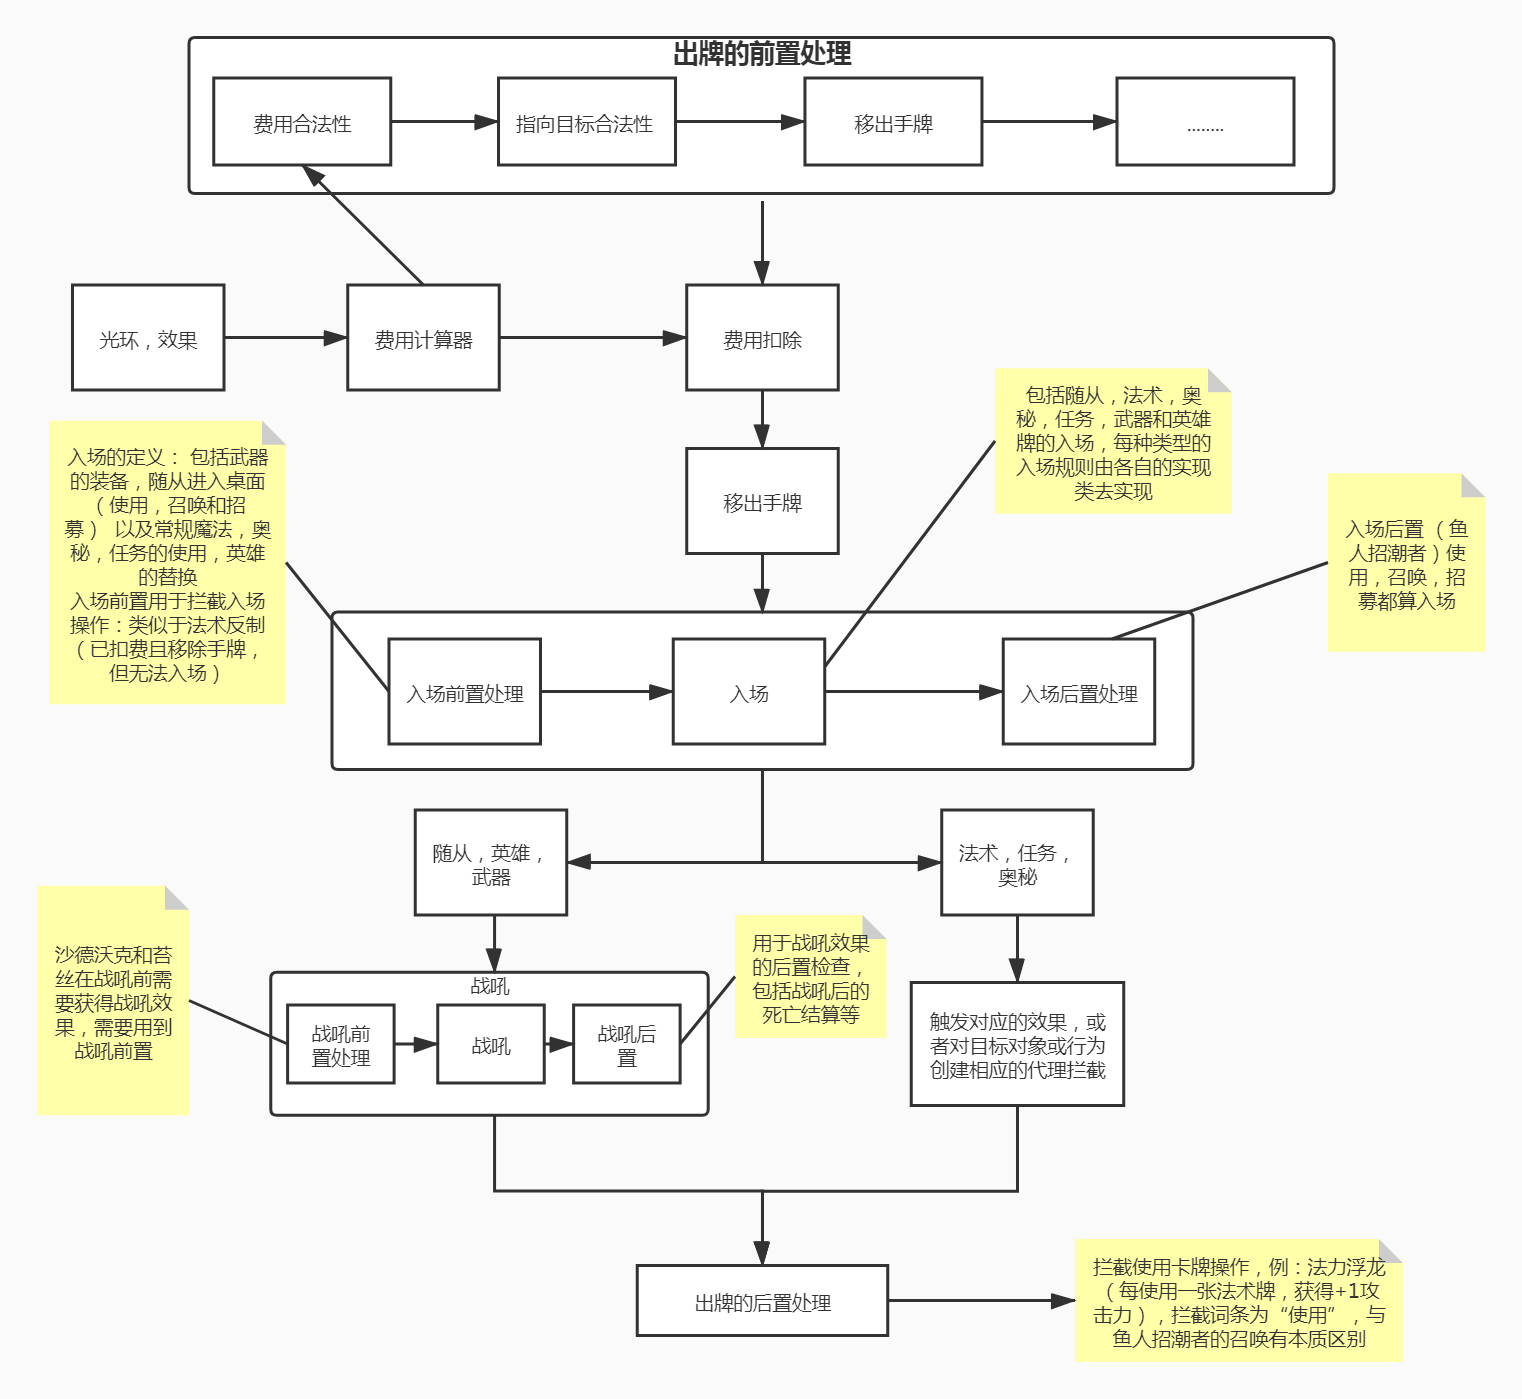 出牌的前置处理
费用合法性
指向目标合法性
移出手牌
........
光环，效果
费用计算器
费用扣除
包括随从，法术，奥
秘，任务，武器和英雄
牌的入场，每种类型的
入场规则由各自的实现
类去实现
入场的定义： 包括武器
的装备，随从进入桌面
（使用，召唤和招
募） 以及常规魔法，奥
秘，任务的使用，英雄
的替换
入场前置用于拦截入场
操作：类似于法术反制
（已扣费且移除手牌，
但无法入场）
移出手牌
入场后置（鱼
人招潮者）使
用，召唤，招
募都算入场
入场前置处理
入场
入场后置处理
随从，英雄，
武器
法术，任务，
奥秘
沙德沃克和苔
丝在战吼前需
要获得战吼效
果，需要用到
战吼前置
战吼
战吼前
置处理
战吼
战吼后
置
用于战吼效果
的后置检查，
包括战吼后的
死亡结算等
触发对应的效果，或
者对目标对象或行为
创建相应的代理拦截
出牌的后置处理
拦截使用卡牌操作，例：法力浮龙
（每使用一张法术牌，获得+1攻
击力），拦截词条为“使用”，与
鱼人招潮者的召唤有本质区别